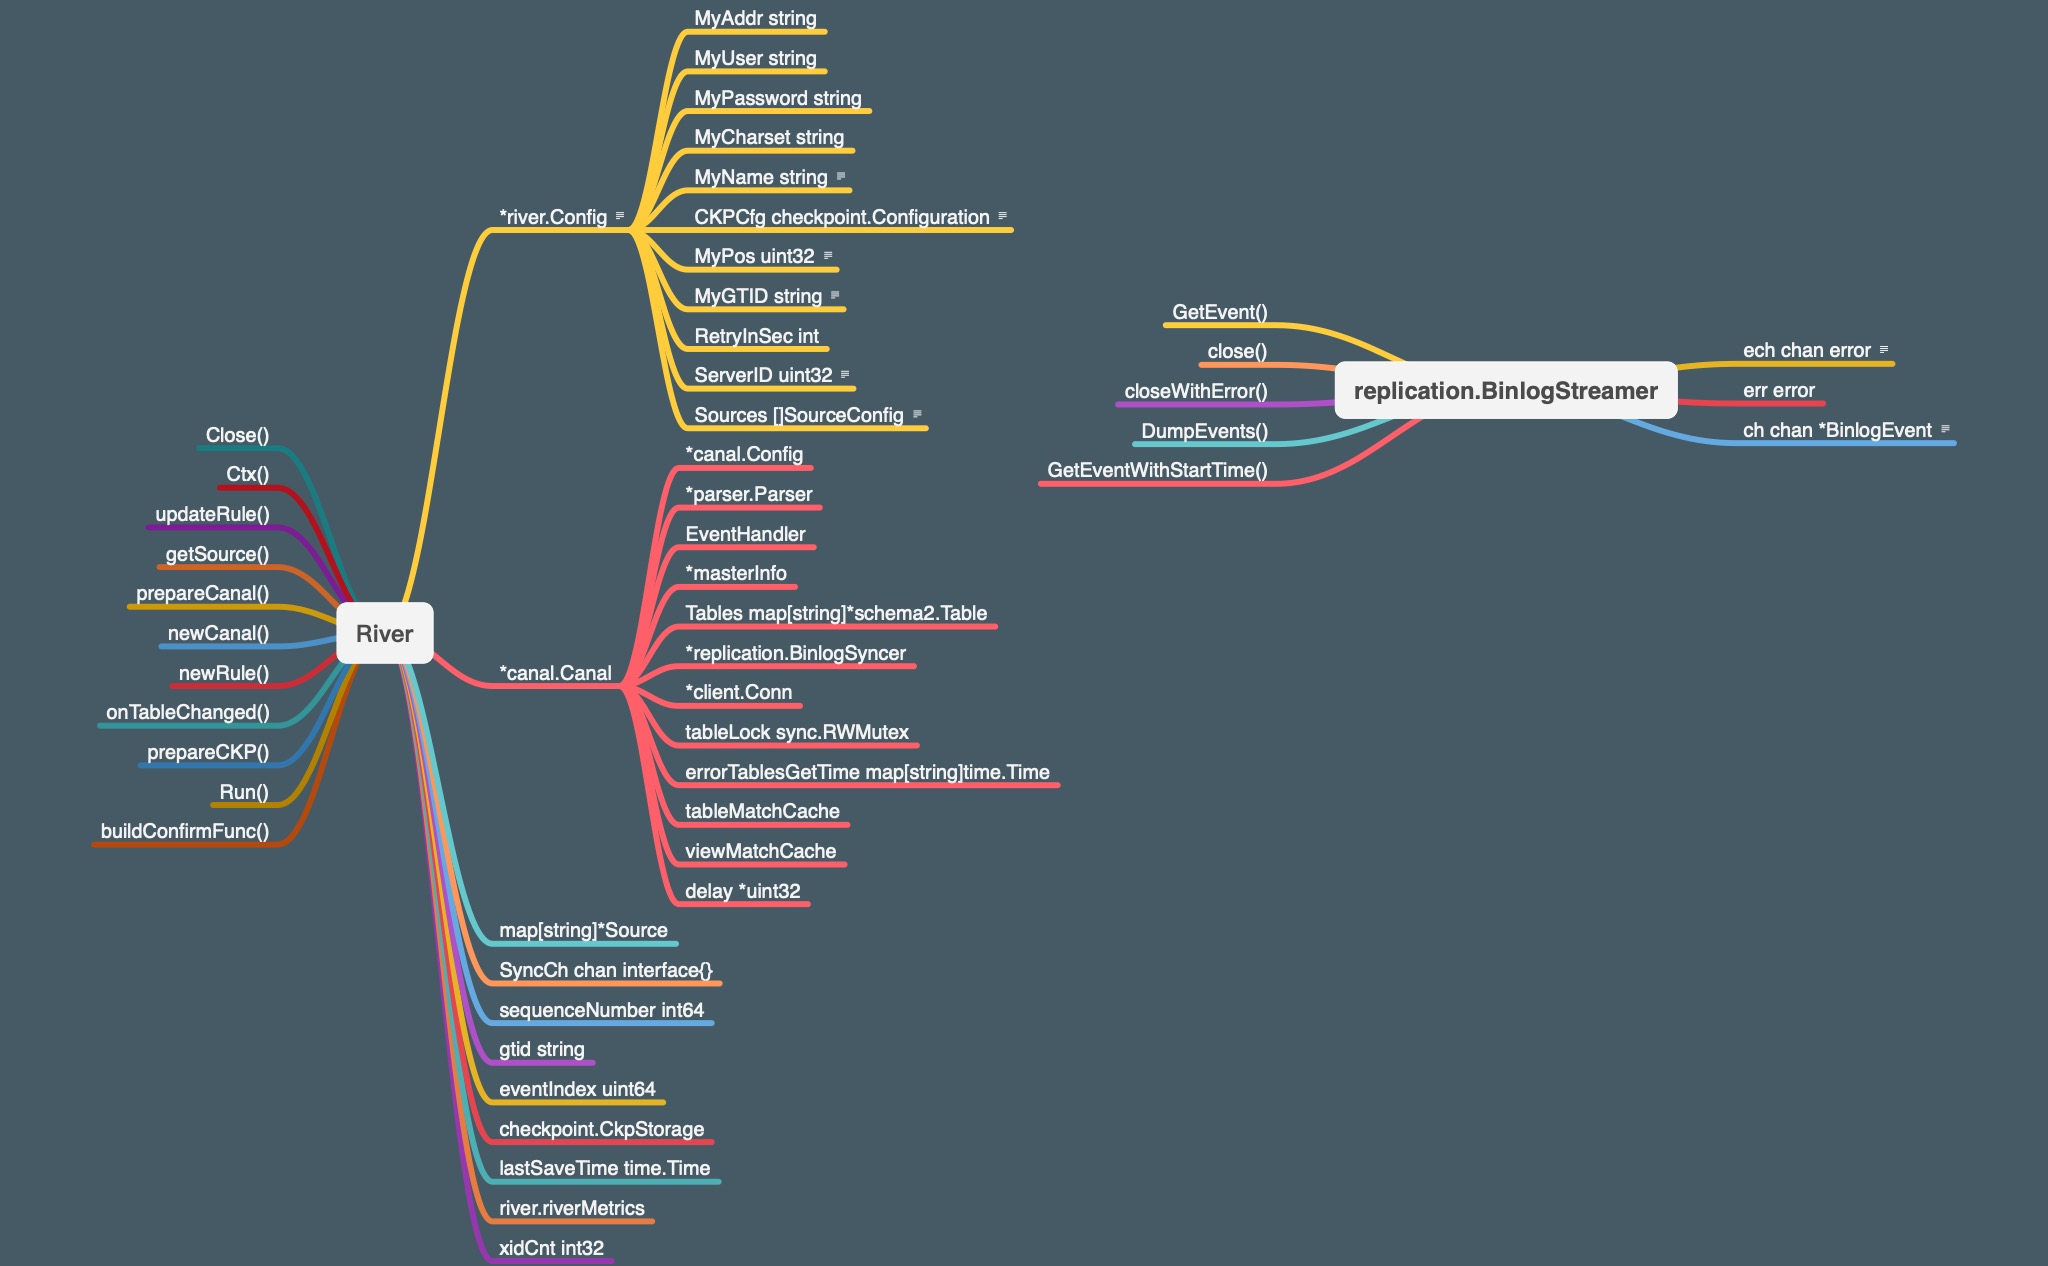 MyAddr string
MyUser string
MyPassword string
MyCharset string
MyName string
*river.Config
CKPCfg checkpoint.Configuration
MyPos uint32
MyGTID string
RetryInSec int
ServerID uint32
Sources []SourceConfig
Close()
Ctx()
updateRule()
getSource()
prepareCanal()
newCanal()
newRule()
onTableChanged()
prepareCKP()
Run()
buildConfirmFunc()
River
*canal.Canal
*canal.Config
*parser.Parser
EventHandler
*masterInfo
Tables map[string]*schema2.Table
*replication.BinlogSyncer
*client.Conn
tableLock sync.RWMutex
errorTablesGetTime map[string]time.Time
tableMatchCache
viewMatchCache
delay *uint32
map[string]*Source
SyncCh chan interface{}
sequenceNumber int64
gtid string
eventIndex uint64
checkpoint.CkpStorage
lastSaveTime time.Time
river.riverMetrics
xidCnt int32
GetEvent()
close()
closeWithError()
DumpEvents()
GetEventWithStartTime()
replication.BinlogStreamer
ech chan error
err error
ch chan *BinlogEvent